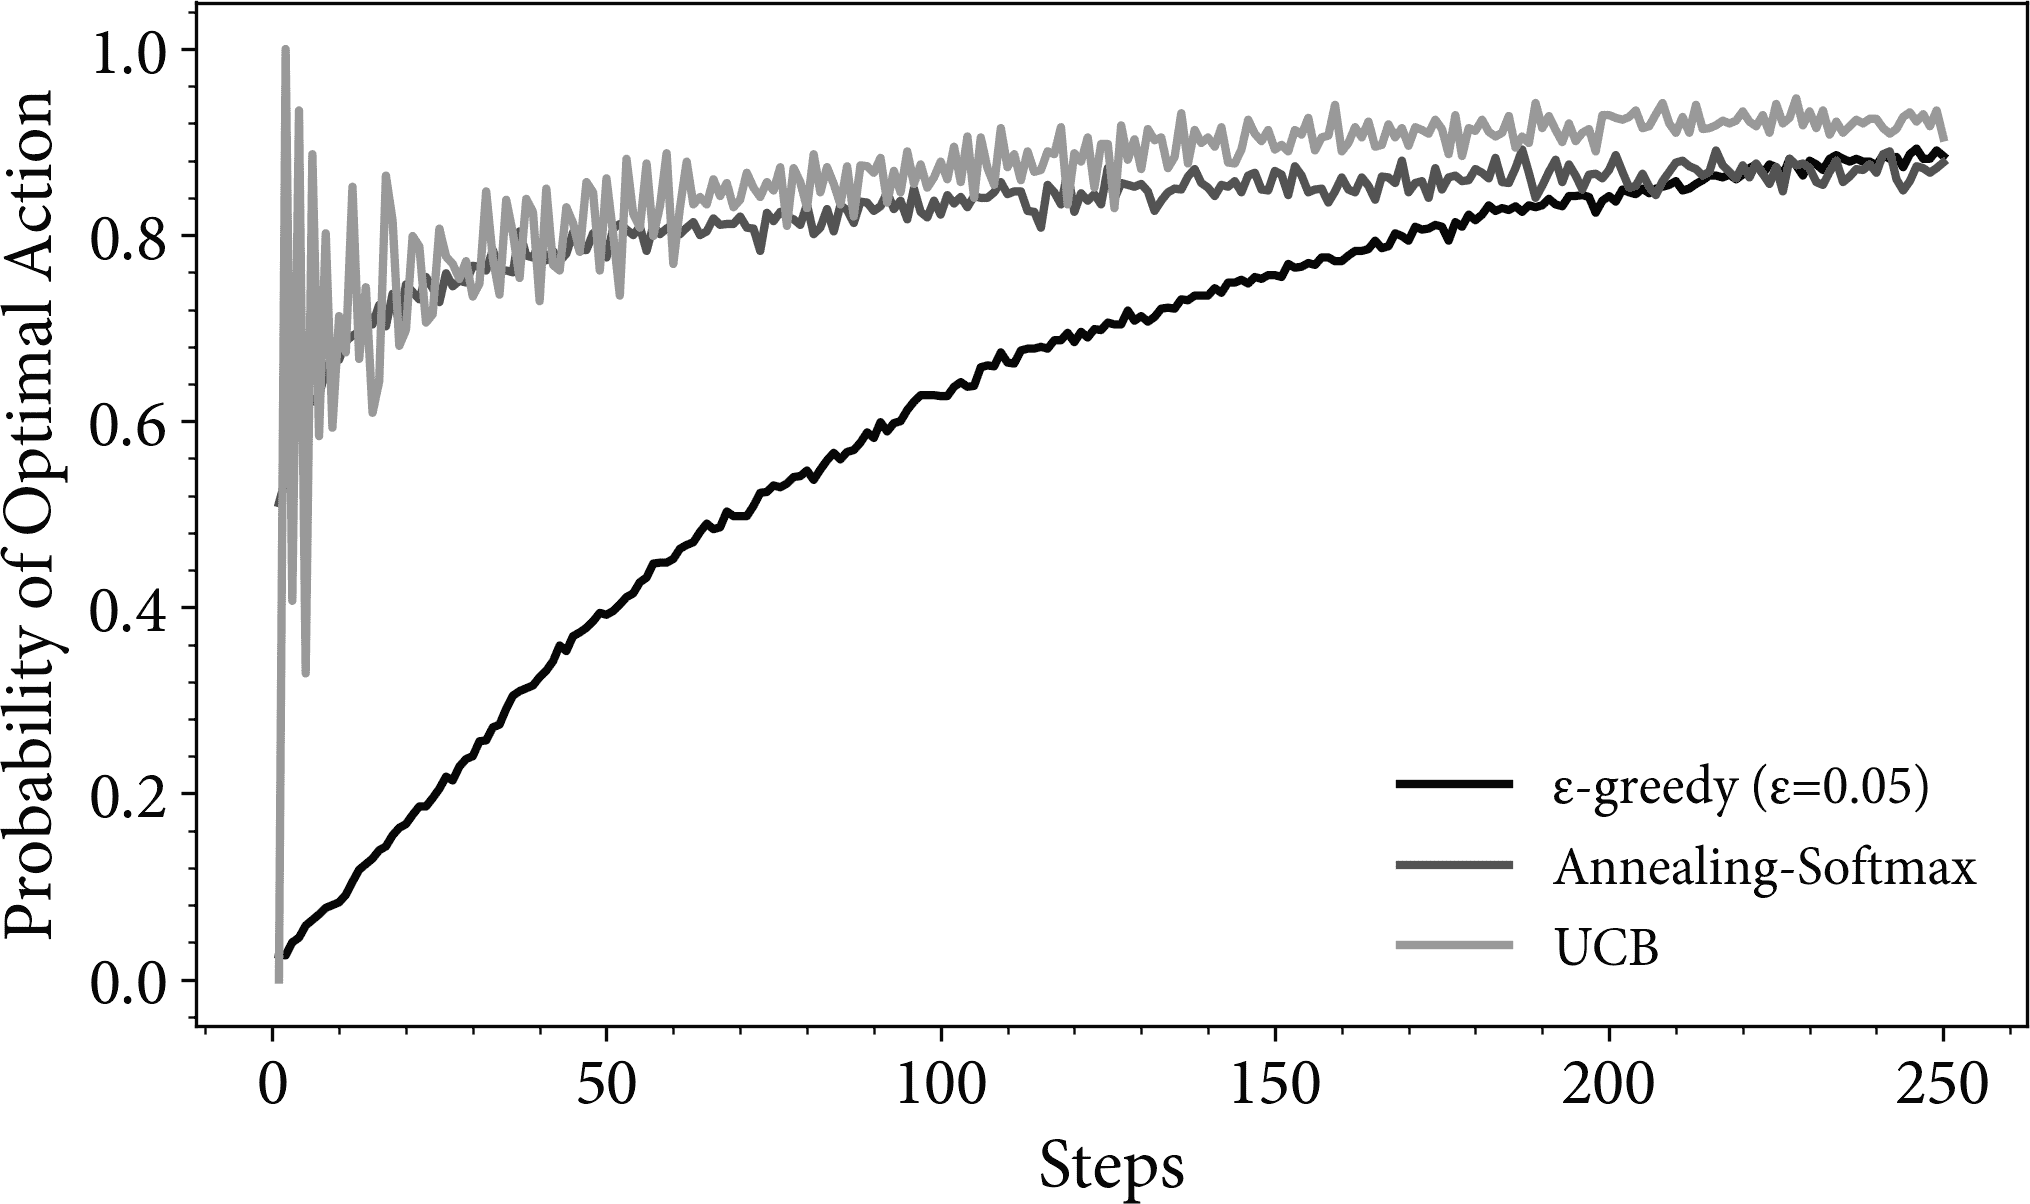 Probability of Optimal Action
1.0
0.8
0.6
0.4
0.2
0.0
ε-greedy (ε=0.05)
Annealing-Softmax
UCB
0 50 100 150 200 250
Steps